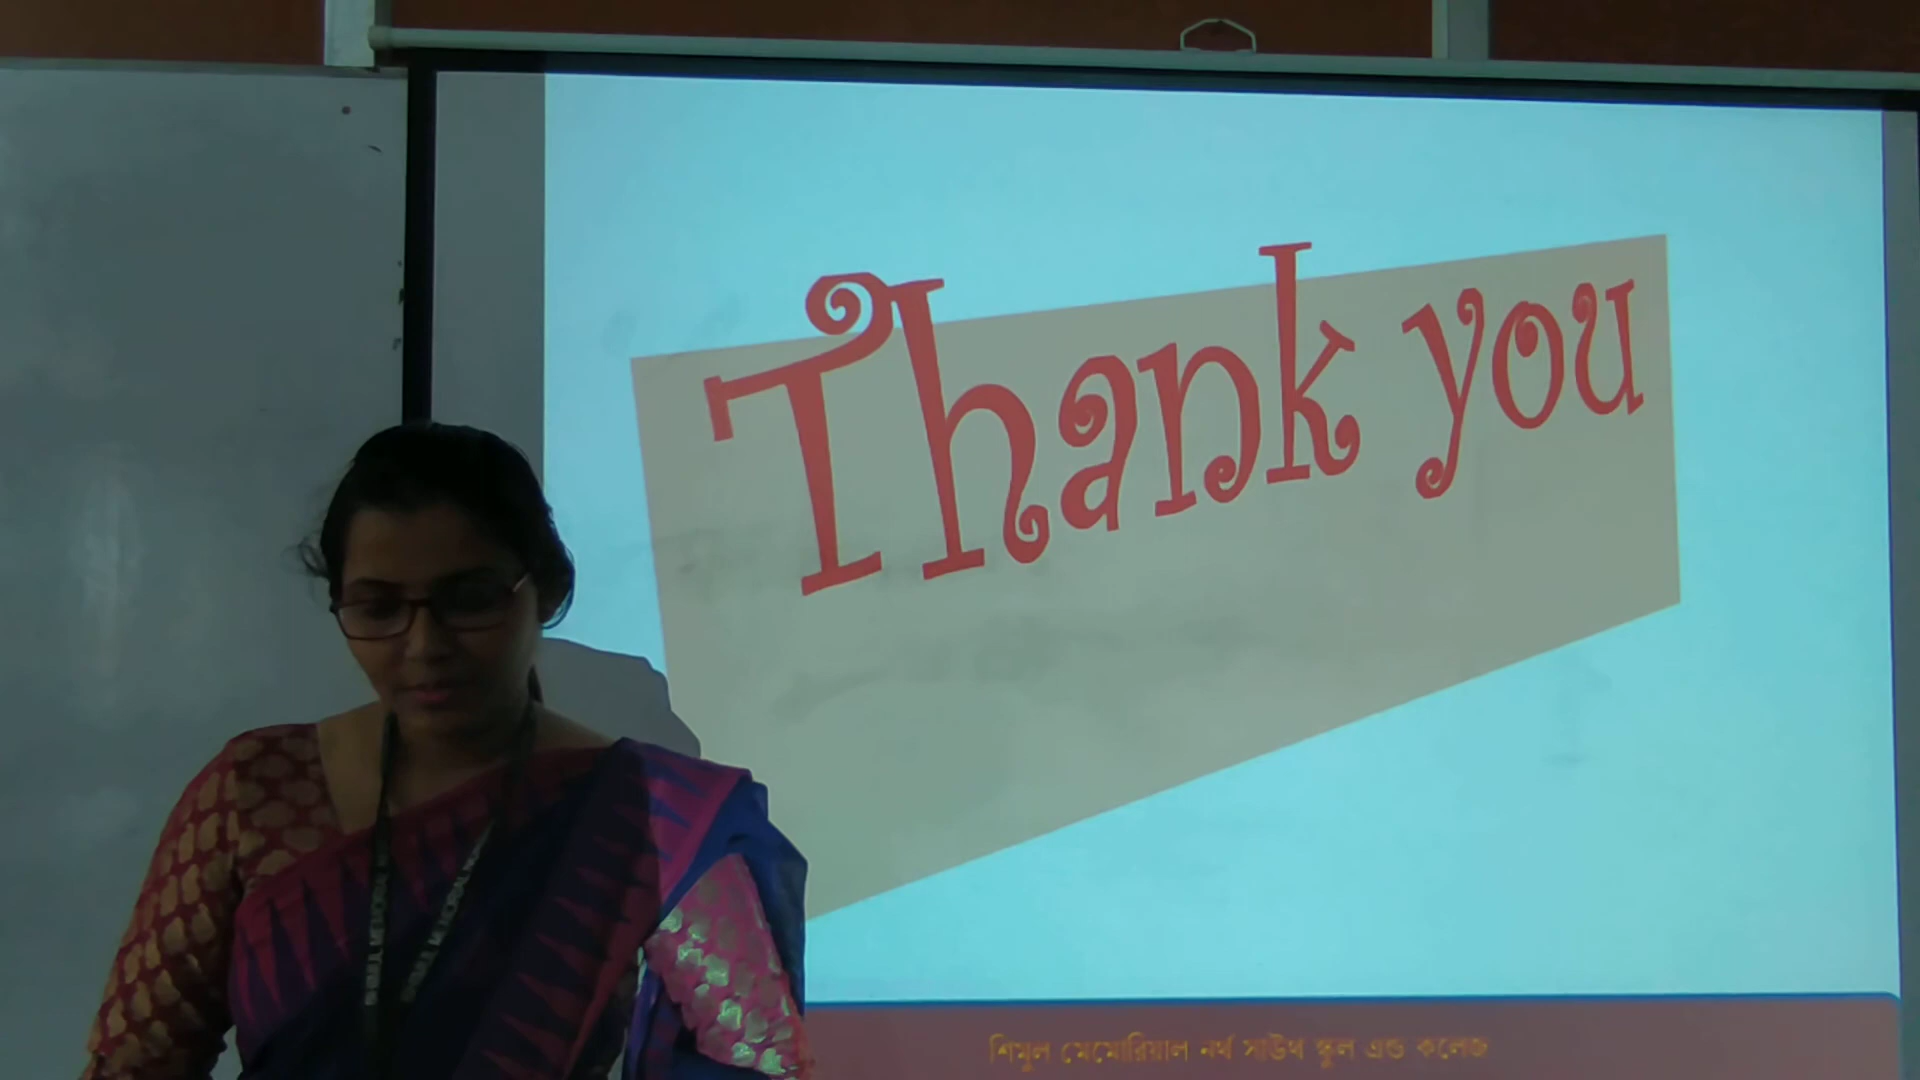 Thank you
শিমুল মেমোরিয়াল নর্থ সাউথ স্কুল এন্ড কলেজ